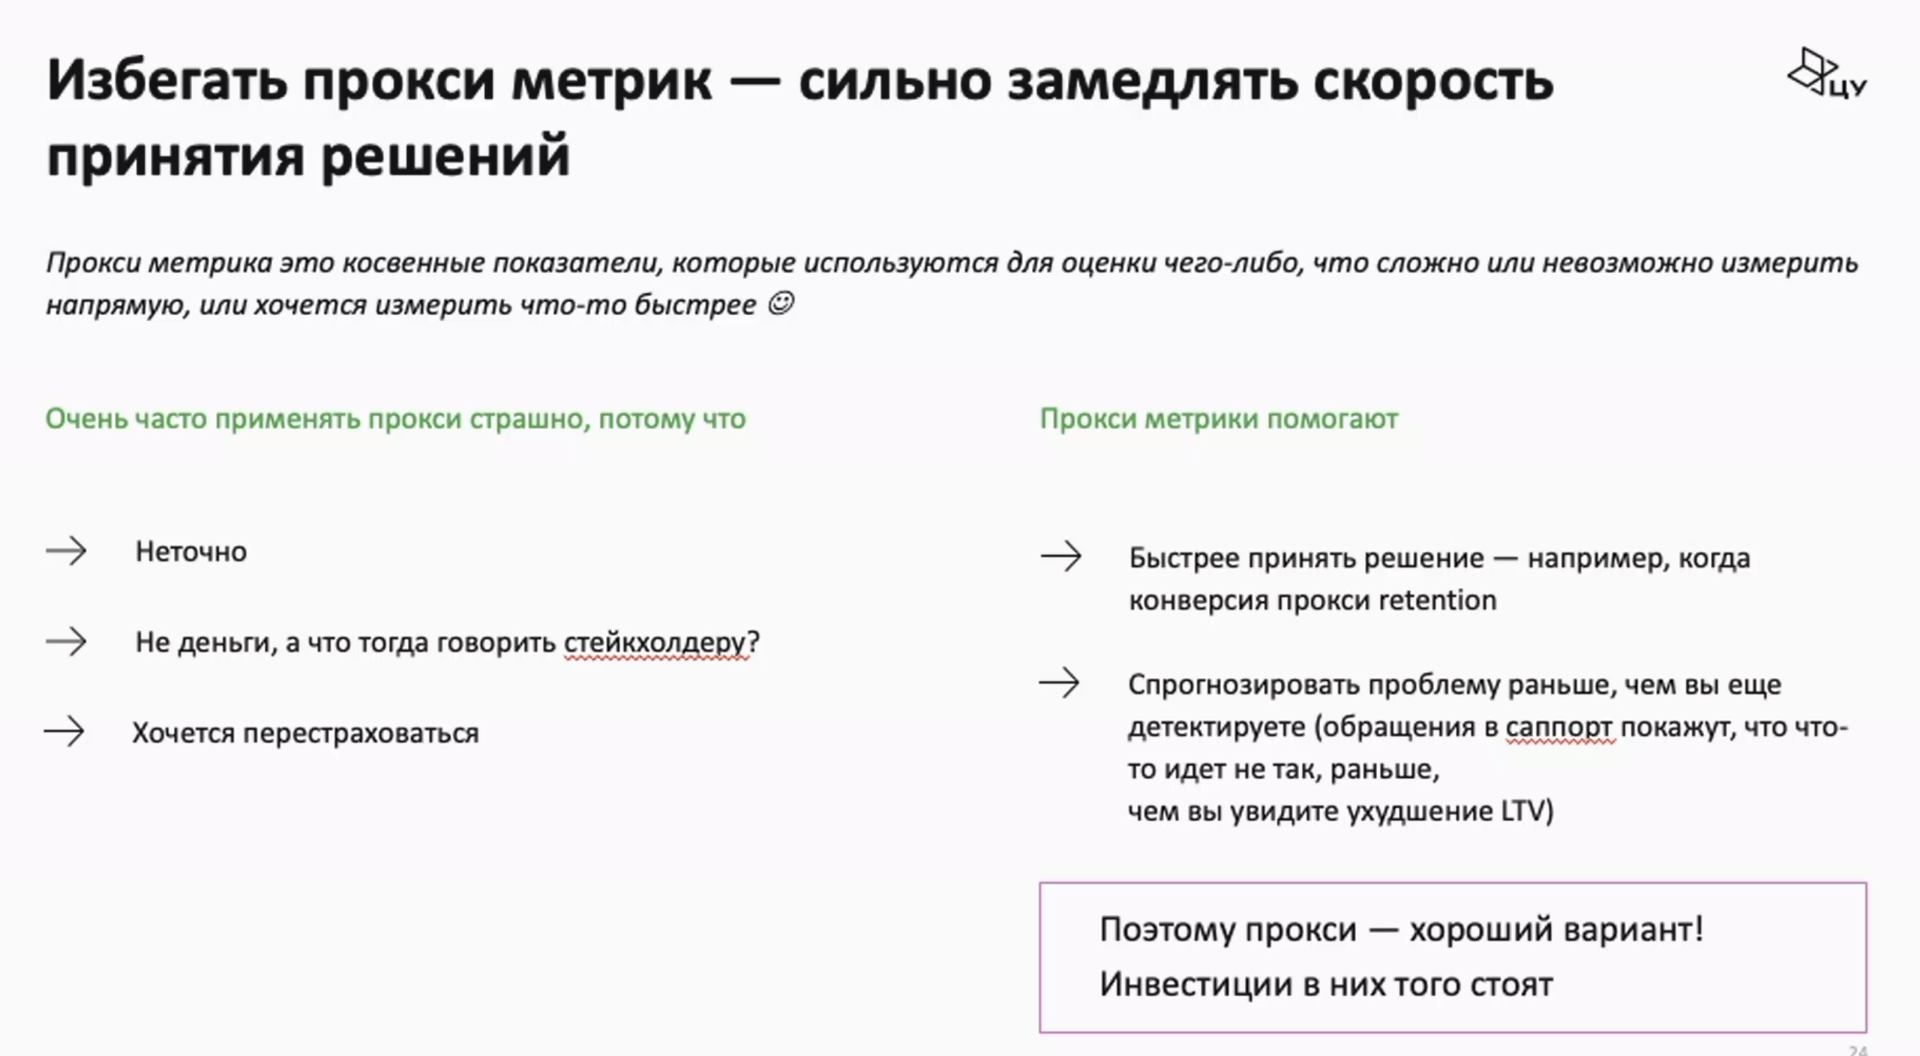 Избегать прокси метрик — сильно замедлять скорость
принятия решений
ЦУ
Прокси метрика это косвенные показатели, которые используются для оценки чего-либо, что сложно или невозможно измерить
напрямую, или хочется измерить что-то быстрее ☺
Очень часто применять прокси страшно, потому что
Неточно
Не деньги, а что тогда говорить стейкхолдеру?
Хочется перестраховаться
Прокси метрики помогают
Быстрее принять решение — например, когда
конверсия прокси retention
Спрогнозировать проблему раньше, чем вы еще
детектируете (обращения в саппорт покажут, что что-
то идет не так, раньше,
чем вы увидите ухудшение LTV)
Поэтому прокси — хороший вариант!
Инвестиции в них того стоят
24